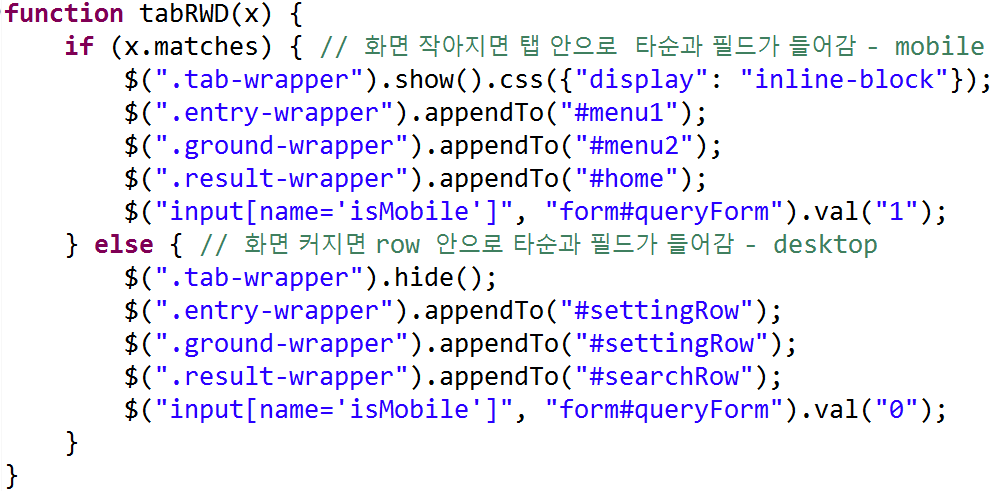 function tabRWD(x) {
    if (x.matches) { // 화면 작아지면 탭 안으로  타순과 필드가 들어감 - mobile
        $(".tab-wrapper").show().css({"display": "inline-block"});
        $(".entry-wrapper").appendTo("#menu1");
        $(".ground-wrapper").appendTo("#menu2");
        $(".result-wrapper").appendTo("#home");
        $("input[name='isMobile']", "form#queryForm").val("1");
    } else { // 화면 커지면 row 안으로 타순과 필드가 들어감 - desktop
        $(".tab-wrapper").hide();
        $(".entry-wrapper").appendTo("#settingRow");
        $(".ground-wrapper").appendTo("#settingRow");
        $(".result-wrapper").appendTo("#searchRow");
        $("input[name='isMobile']", "form#queryForm").val("0");
    }
}